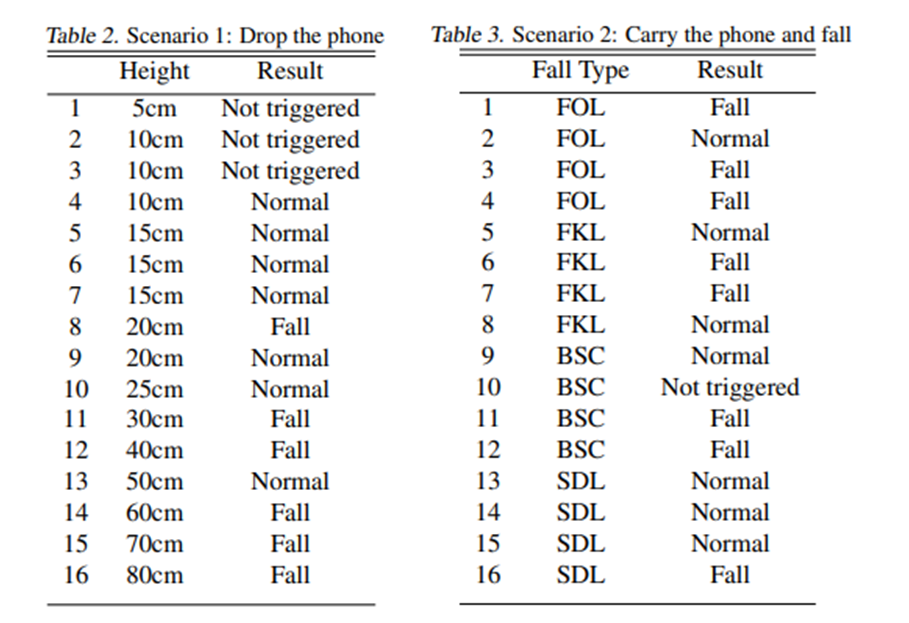 Table 2. Scenario 1: Drop the phone
Height Result
1 5cm Not triggered
2 10cm Not triggered
3 10cm Not triggered
4 10cm Normal
5 15cm Normal
6 15cm Normal
7 15cm Normal
8 20cm Fall
9 20cm Normal
10 25cm Normal
11 30cm Fall
12 40cm Fall
13 50cm Normal
14 60cm Fall
15 70cm Fall
16 80cm Fall
Table 3. Scenario 2: Carry the phone and fall
Fall Type Result
1 FOL Fall
2 FOL Normal
3 FOL Fall
4 FOL Fall
5 FKL Normal
6 FKL Fall
7 FKL Fall
8 FKL Normal
9 BSC Normal
10 BSC Not triggered
11 BSC Fall
12 BSC Fall
13 SDL Normal
14 SDL Normal
15 SDL Normal
16 SDL Fall